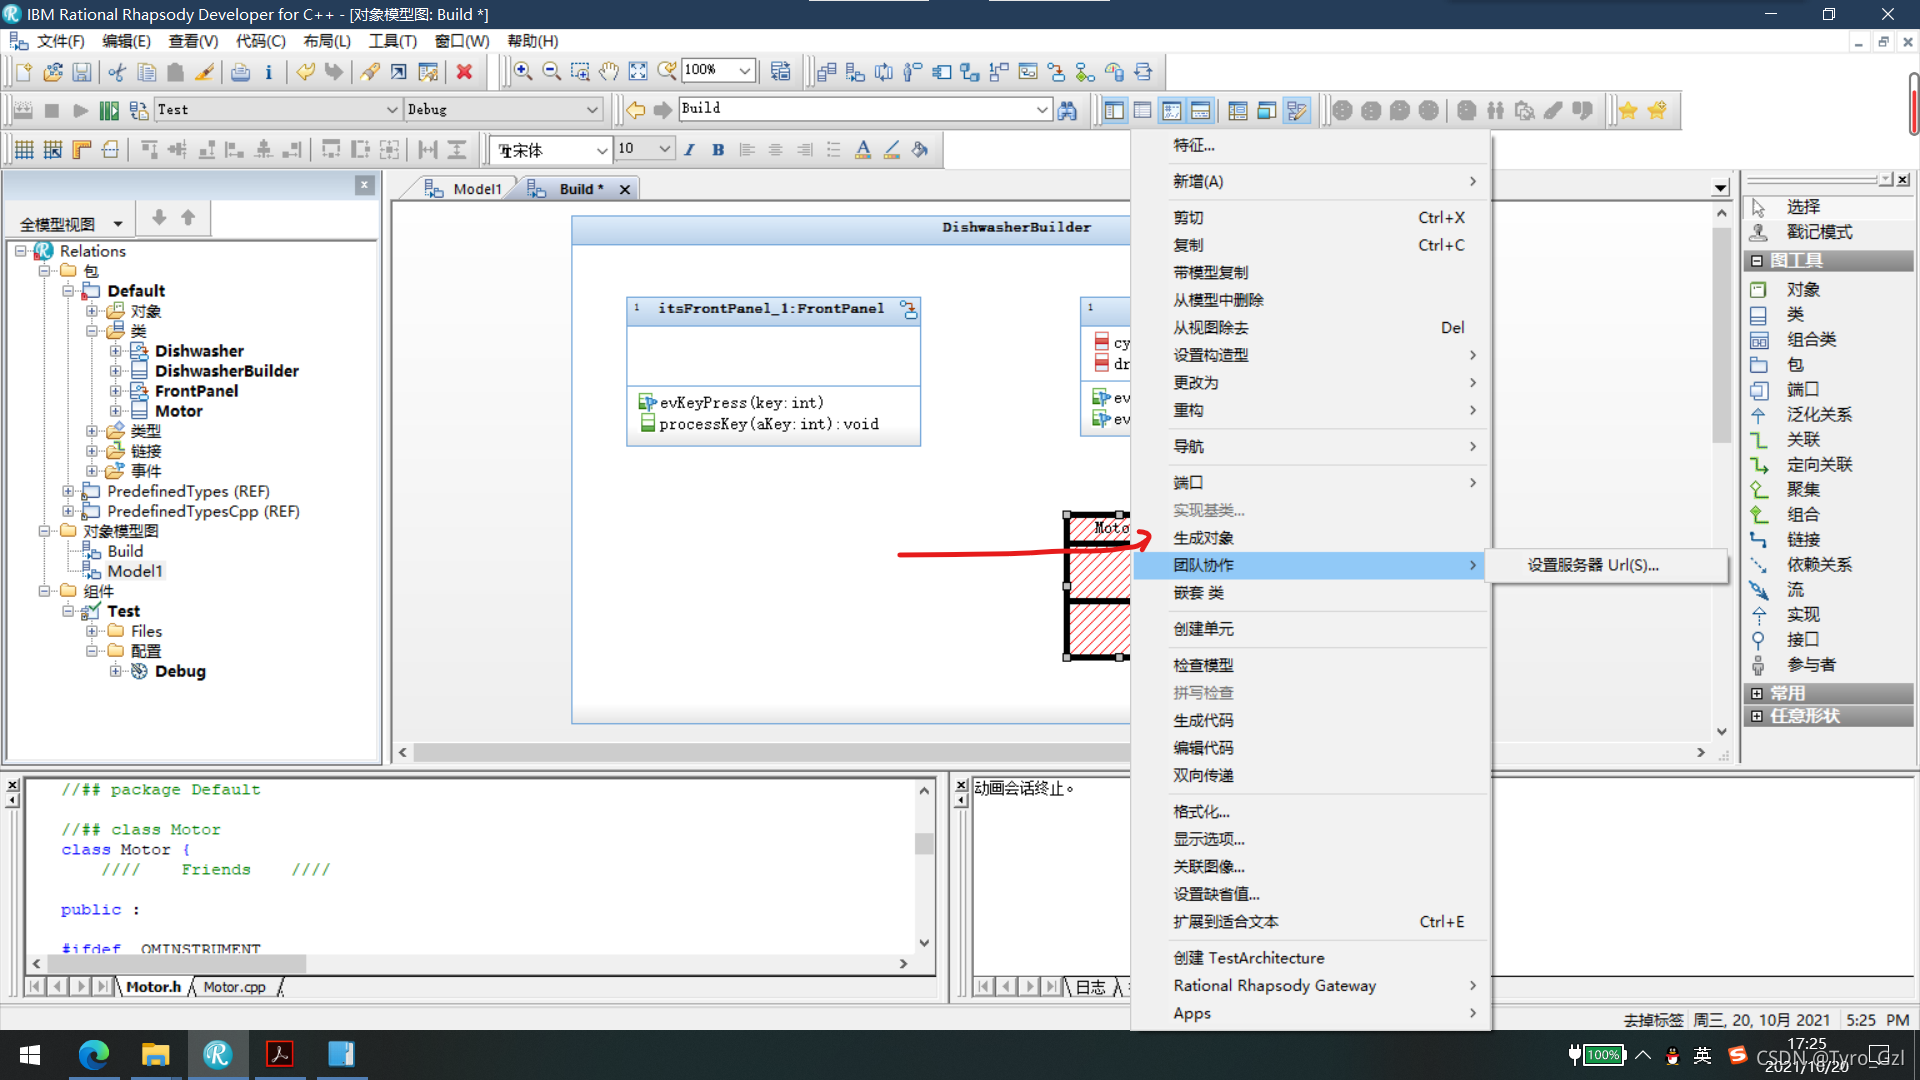 IBM Rational Rhapsody Developer for C++ - [对象模型图: Build *]
文件(F) 编辑(E) 查看(V) 代码(C) 布局(L) 工具(T) 窗口(W) 帮助(H)
100%
Test Debug Build
宋体 10
全模型视图
Relations
包
Default
对象
类
Dishwasher
DishwasherBuilder
FrontPanel
Motor
类型
链接
事件
PredefinedTypes (REF)
PredefinedTypesCpp (REF)
对象模型图
Build
Model1
组件
Test
Files
配置
Debug
Model1 Build *
DishwasherBuilder
1 itsFrontPanel_1:FrontPanel
evKeyPress(key:int)
processKey(aKey:int):void
1
cy
dr
ev
ev
Moto
特征...
新增(A)
剪切 Ctrl+X
复制 Ctrl+C
带模型复制
从模型中删除
从视图除去 Del
设置构造型
更改为
重构
导航
端口
实现基类...
生成对象
团队协作
设置服务器 Url(S)...
嵌套 类
创建单元
检查模型
拼写检查
生成代码
编辑代码
双向传递
格式化...
显示选项...
关联图像...
设置缺省值...
扩展到适合文本 Ctrl+E
创建 TestArchitecture
Rational Rhapsody Gateway
Apps
选择
戳记模式
图工具
对象
类
组合类
包
端口
泛化关系
关联
定向关联
聚集
组合
链接
依赖关系
流
实现
接口
参与者
常用
任意形状
//## package Default
//## class Motor
class Motor {
//// Friends ////
public :
#ifdef _OMINSTRUMENT
Motor.h Motor.cpp
动画会话终止。
日志
去掉标签 周三, 20, 10月 2021 5:25 PM
100% 英 17:25
2021/10/20
CSDN @Tyro_Gzl